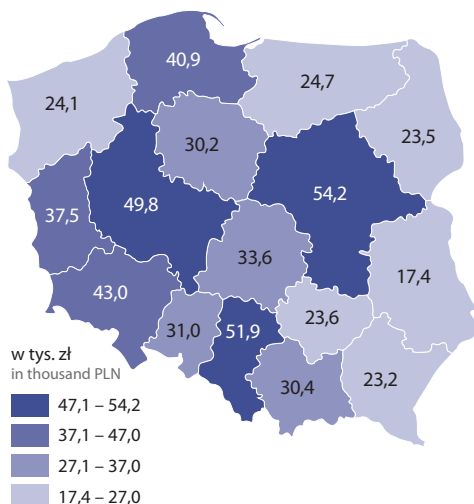 40,9
24,7
24,1
23,5
30,2
54,2
49,8
37,5
33,6
17,4
43,0
23,6
31,0
51,9
23,2
30,4
w tys. zł
in thousand PLN
47,1 – 54,2
37,1 – 47,0
27,1 – 37,0
17,4 – 27,0